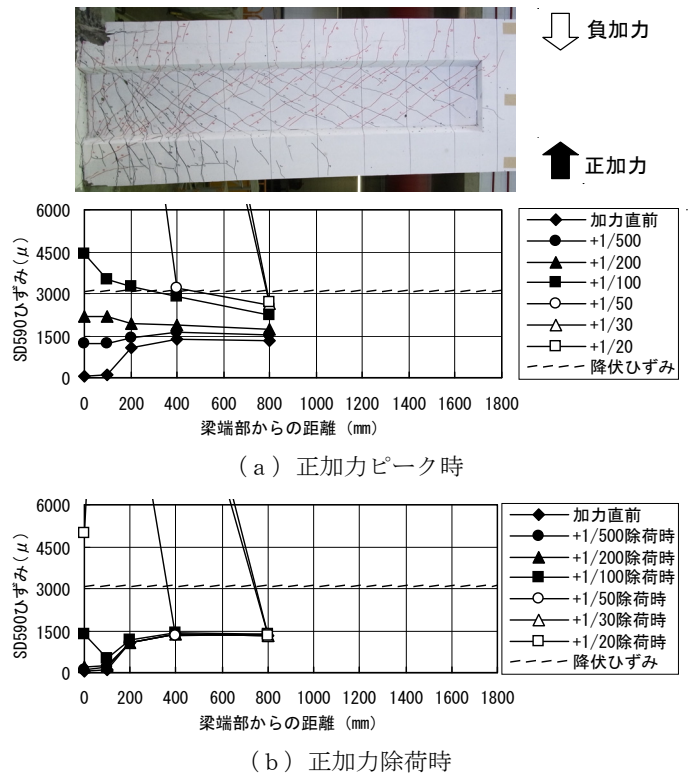 負加力
正加力
6000
4500
3000
1500
0
SD590ひずみ(μ)
0 200 400 600 800 1000 1200 1400 1600 1800
梁端部からの距離 (mm)
加力直前
+1/500
+1/200
+1/100
+1/50
+1/30
+1/20
降伏ひずみ
(a) 正加力ピーク時
6000
4500
3000
1500
0
SD590ひずみ(μ)
0 200 400 600 800 1000 1200 1400 1600 1800
梁端部からの距離 (mm)
加力直前
+1/500除荷時
+1/200除荷時
+1/100除荷時
+1/50除荷時
+1/30除荷時
+1/20除荷時
降伏ひずみ
(b) 正加力除荷時